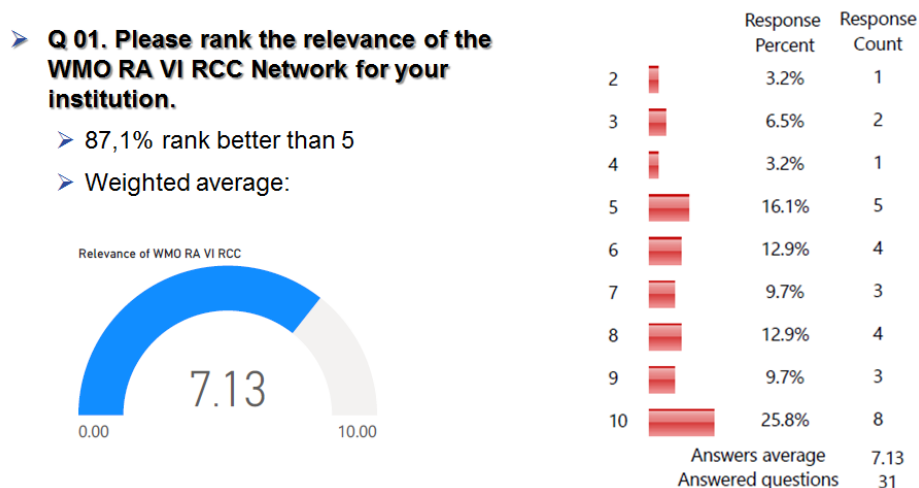 Q 01. Please rank the relevance of the
WMO RA VI RCC Network for your
institution.
87,1% rank better than 5
Weighted average:
Relevance of WMO RA VI RCC
7.13
0.00 10.00
Response Response
Percent Count
2 3.2% 1
3 6.5% 2
4 3.2% 1
5 16.1% 5
6 12.9% 4
7 9.7% 3
8 12.9% 4
9 9.7% 3
10 25.8% 8
Answers average 7.13
Answered questions 31